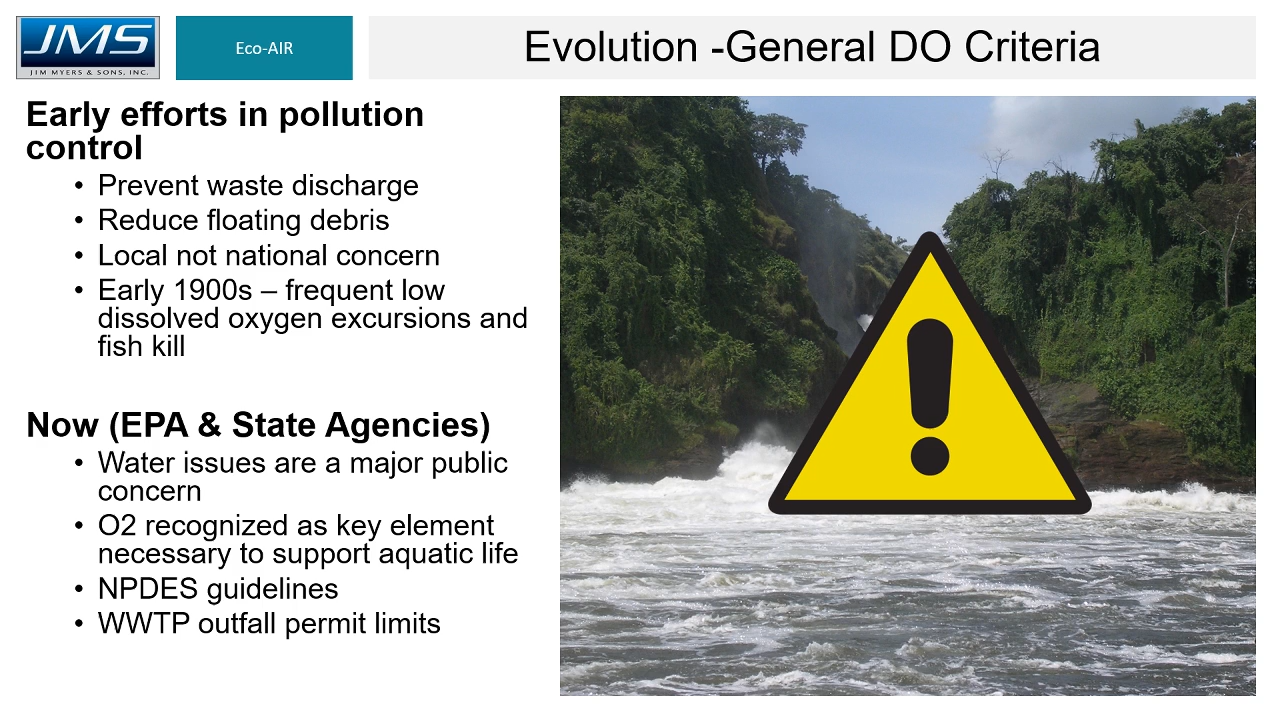 JMS
JIM MYERS & SONS, INC.
Eco-AIR
Evolution -General DO Criteria
Early efforts in pollution
control
• Prevent waste discharge
• Reduce floating debris
• Local not national concern
• Early 1900s – frequent low
dissolved oxygen excursions and
fish kill
Now (EPA & State Agencies)
• Water issues are a major public
concern
• O2 recognized as key element
necessary to support aquatic life
• NPDES guidelines
• WWTP outfall permit limits
!